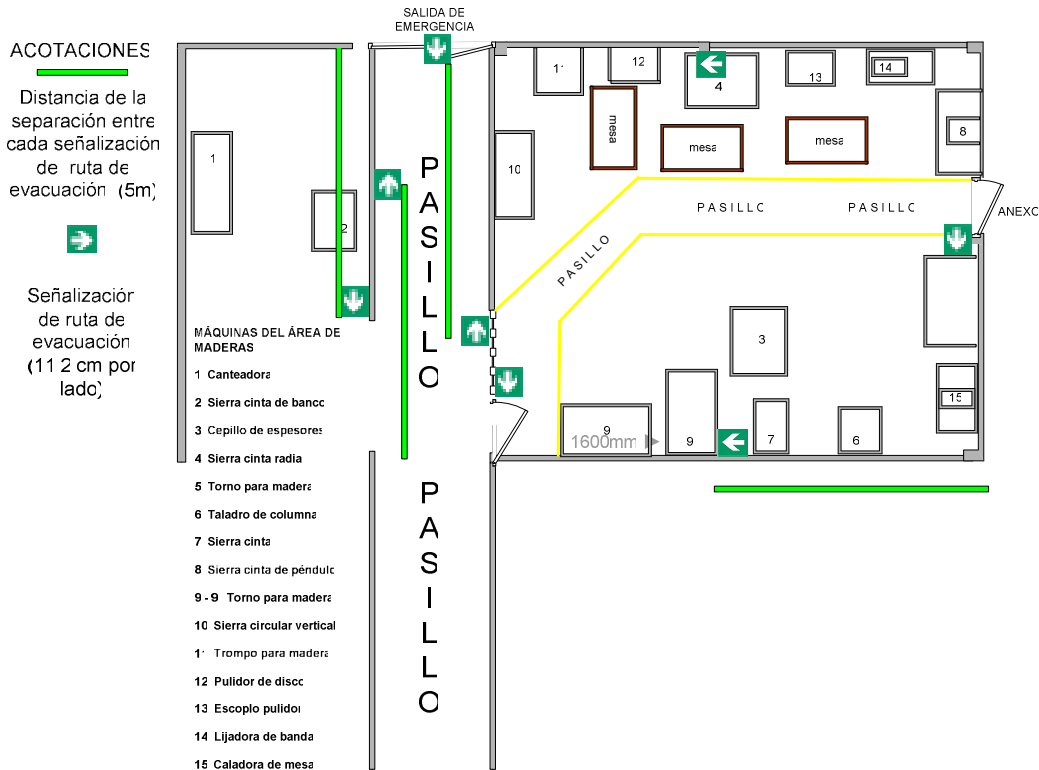 SALIDA DE
EMERGENCIA
ACOTACIONES
Distancia de la
separación entre
cada señalización
de ruta de
evacuación (5m)
Señalización
de ruta de
evacuación
(11 2 cm por
lado)
1
2
MÁQUINAS DEL ÁREA DE
MADERAS
1 Canteadora
2 Sierra cinta de banco
3 Cepillo de espesores
4 Sierra cinta radia
5 Torno para madera
6 Taladro de columna
7 Sierra cinta
8 Sierra cinta de péndulo
9 - 9 Torno para madera
10 Sierra circular vertical
11 Trompo para madera
12 Pulidor de disco
13 Escoplo pulidor
14 Lijadora de banda
15 Caladora de mesa
PASILLO
PASILLO
11
12
4
13
14
mesa
mesa
mesa
8
10
PASILLO
PASILLO
PASILLO
ANEXO
3
15
9
1600mm
9
7
6